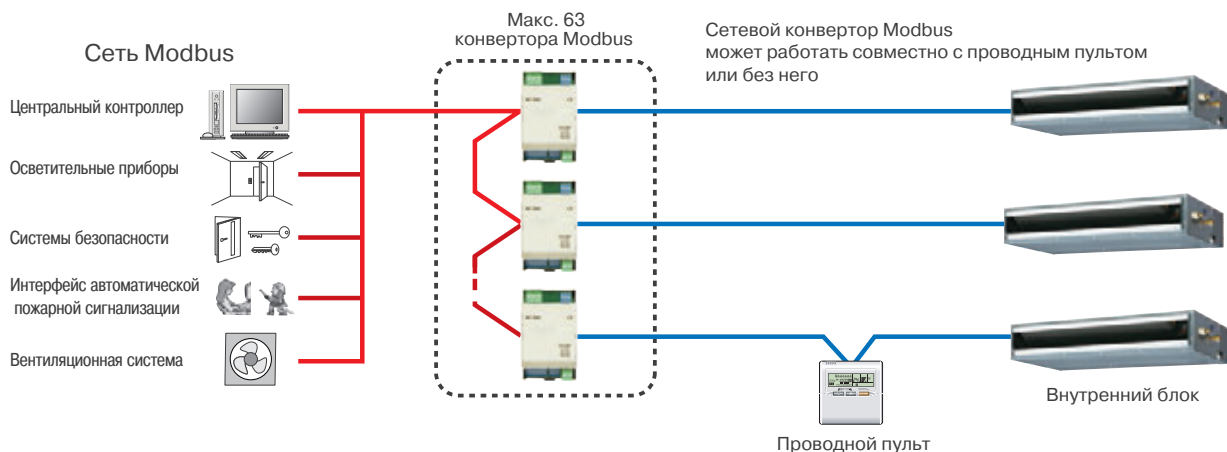 Макс. 63
конвертора Modbus
Сетевой конвертор Modbus
может работать совместно с проводным пультом
или без него
Сеть Modbus
Центральный контроллер
Осветительные приборы
Системы безопасности
Интерфейс автоматической
пожарной сигнализации
Вентиляционная система
Внутренний блок
Проводной пульт